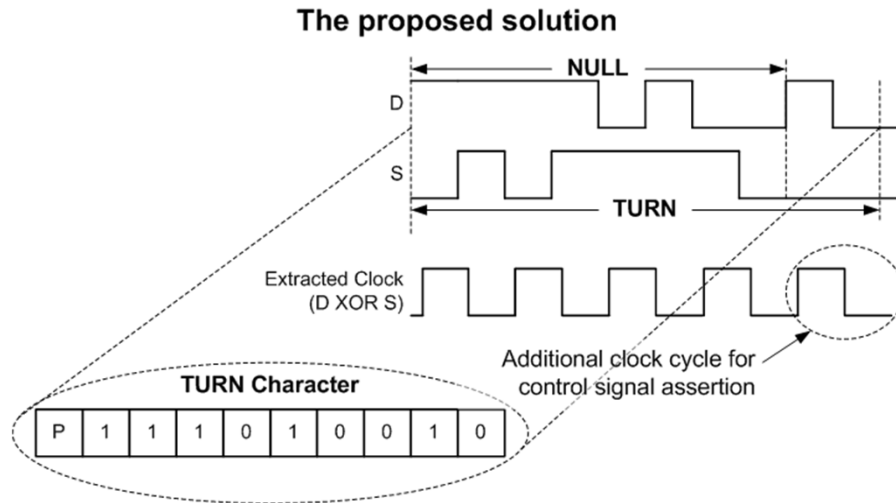 The proposed solution
NULL
D
S
TURN
Extracted Clock
(D XOR S)
Additional clock cycle for
control signal assertion
TURN Character
P 1 1 1 0 1 0 0 1 0